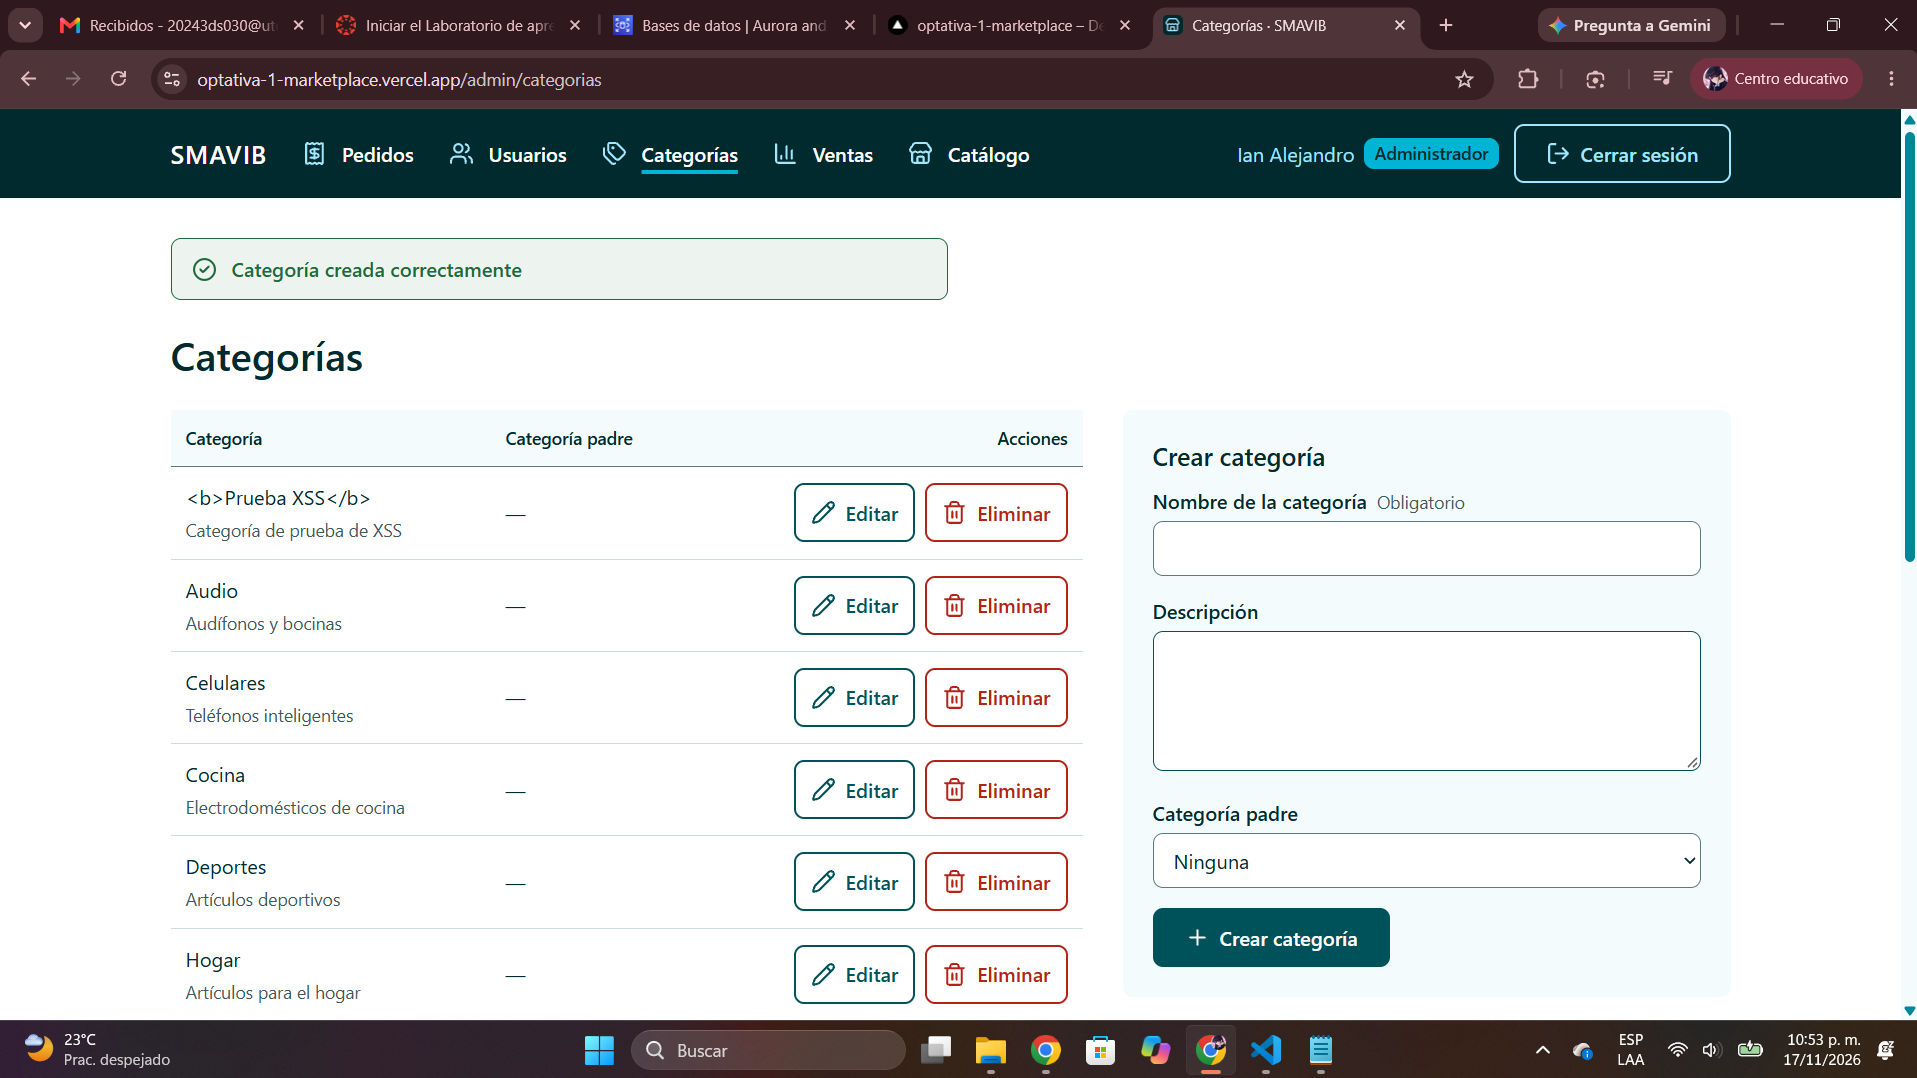 Recibidos - 20243ds030@ut
Iniciar el Laboratorio de apre
Bases de datos | Aurora and
optativa-1-marketplace – De
Categorías · SMAVIB
Pregunta a Gemini
optativa-1-marketplace.vercel.app/admin/categorias
Centro educativo
SMAVIB
Pedidos
Usuarios
Categorías
Ventas
Catálogo
Ian Alejandro
Administrador
Cerrar sesión
Categoría creada correctamente
Categorías
Categoría Categoría padre Acciones
<b>Prueba XSS</b>
Categoría de prueba de XSS
— Editar Eliminar
Audio
Audífonos y bocinas
— Editar Eliminar
Celulares
Teléfonos inteligentes
— Editar Eliminar
Cocina
Electrodomésticos de cocina
— Editar Eliminar
Deportes
Artículos deportivos
— Editar Eliminar
Hogar
Artículos para el hogar
— Editar Eliminar
Crear categoría
Nombre de la categoría Obligatorio
Descripción
Categoría padre
Ninguna
+ Crear categoría
23°C
Prac. despejado
Buscar
ESP
LAA
10:53 p. m.
17/11/2026